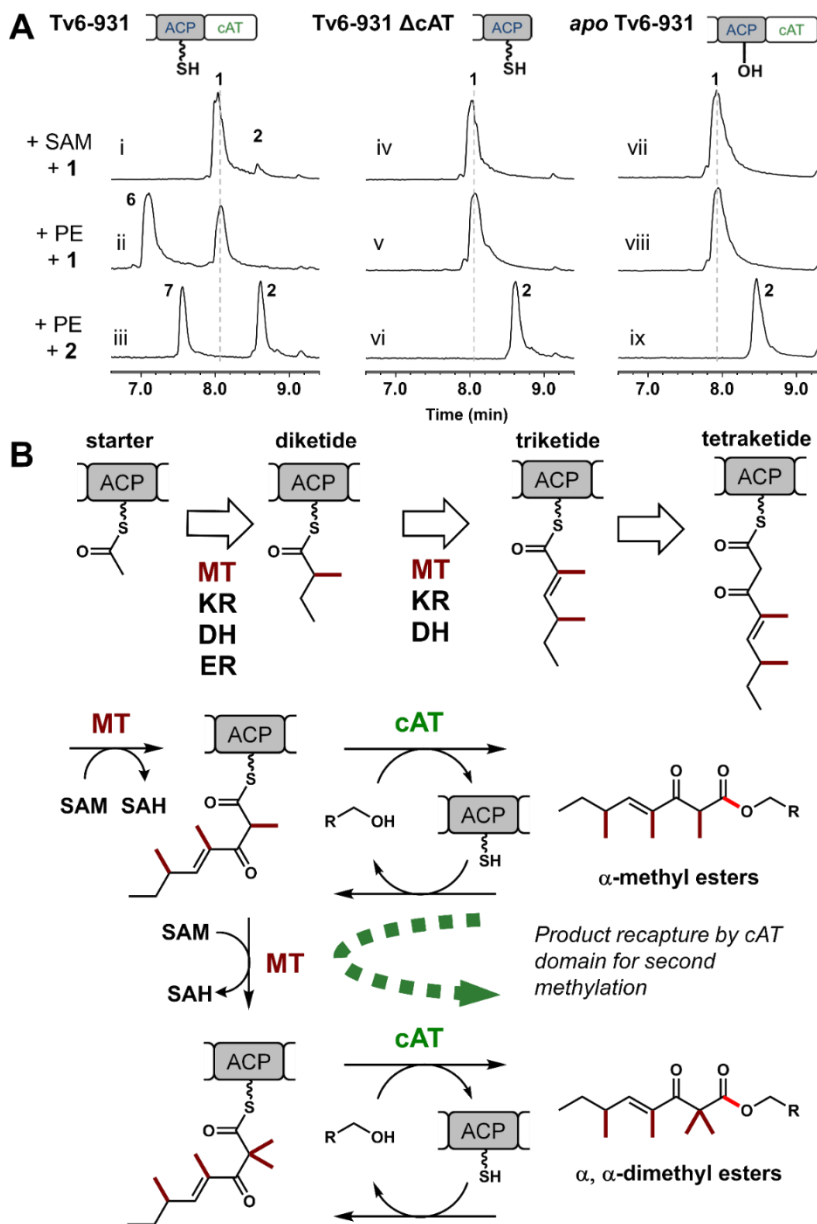 A
Tv6-931 Tv6-931 ΔcAT apo Tv6-931
ACP cAT ACP ACP cAT
SH SH OH
1 1 1
+ SAM
+ 1
i 2 iv vii
6
+ PE
+ 1
ii v viii
+ PE
+ 2
7 2 2 2
iii vi ix
7.0 8.0 9.0 7.0 8.0 9.0 7.0 8.0 9.0
Time (min)
B
starter diketide triketide tetraketide
ACP ACP ACP ACP
S S S S
O O O O
O
MT MT
KR KR
DH DH
ER
MT
SAM SAH
ACP
S
O
O
cAT
R OH
ACP
SH
O O
O R
α-methyl esters
SAM
SAH
MT
Product recapture by cAT
domain for second
methylation
ACP
S
O
O
cAT
R OH
ACP
SH
O O
O R
α, α-dimethyl esters